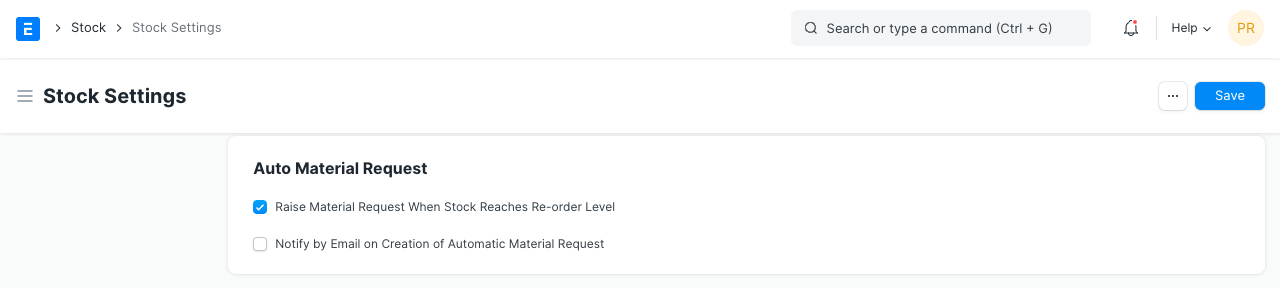 E > Stock > Stock Settings
Search or type a command (Ctrl + G)
Help
PR
Stock Settings
Save
Auto Material Request
Raise Material Request When Stock Reaches Re-order Level
Notify by Email on Creation of Automatic Material Request